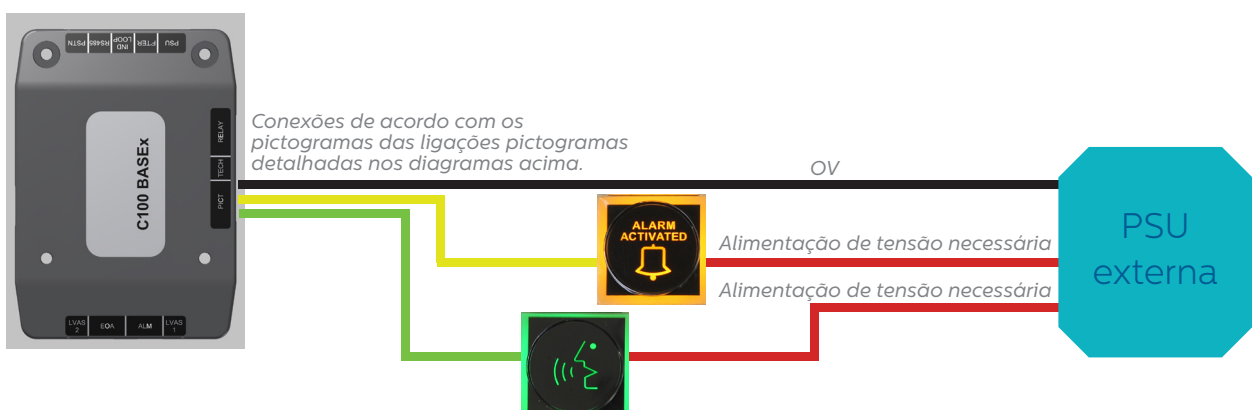 PSTN
RS485
IND
LOOP
FTER
PSU
RELAY
TECH
PICT
C100 BASEx
LVAS
2
EOA
ALM
LVAS
1
Conexões de acordo com os
pictogramas das ligações pictogramas
detalhadas nos diagramas acima.
OV
ALARM
ACTIVATED
Alimentação de tensão necessária
Alimentação de tensão necessária
PSU
externa